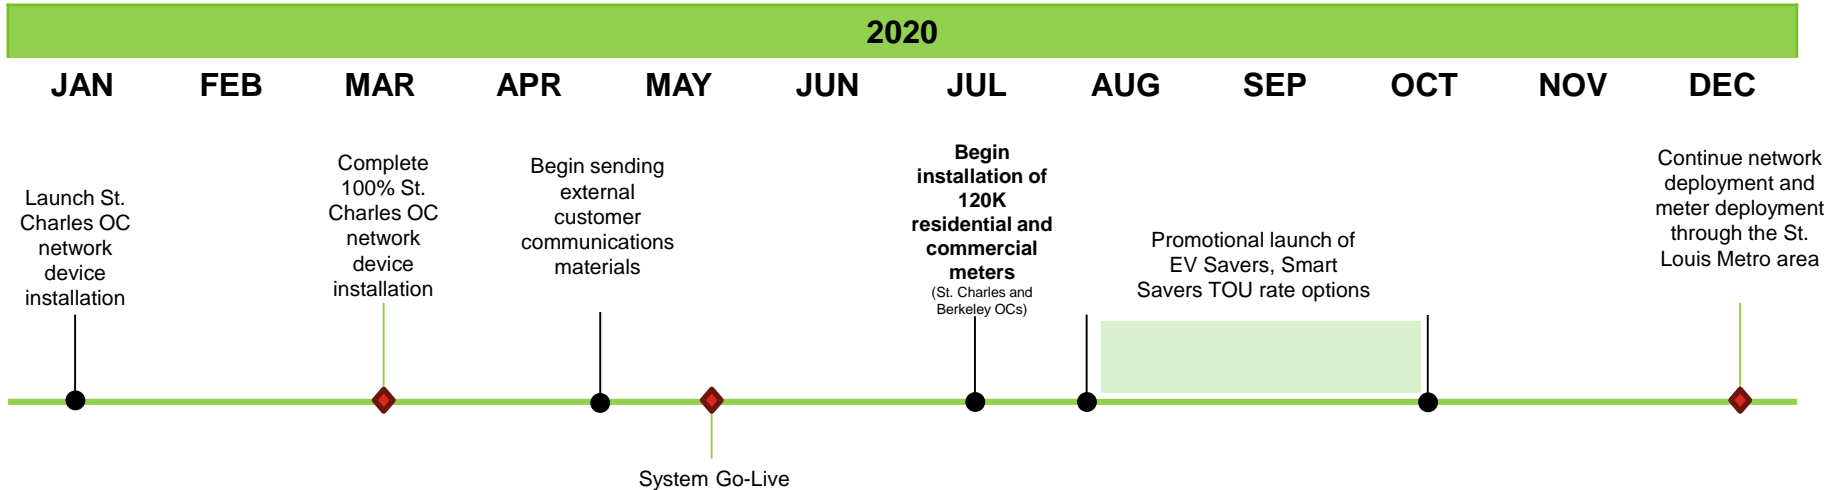 2020
JAN FEB MAR APR MAY JUN JUL AUG SEP OCT NOV DEC
Launch St.
Charles OC
network
device
installation
Complete
100% St.
Charles OC
network
device
installation
Begin sending
external
customer
communications
materials
System Go-Live
Begin
installation of
120K
residential and
commercial
meters
(St. Charles and
Berkeley OCs)
Promotional launch of
EV Savers, Smart
Savers TOU rate options
Continue network
deployment and
meter deployment
through the St.
Louis Metro area